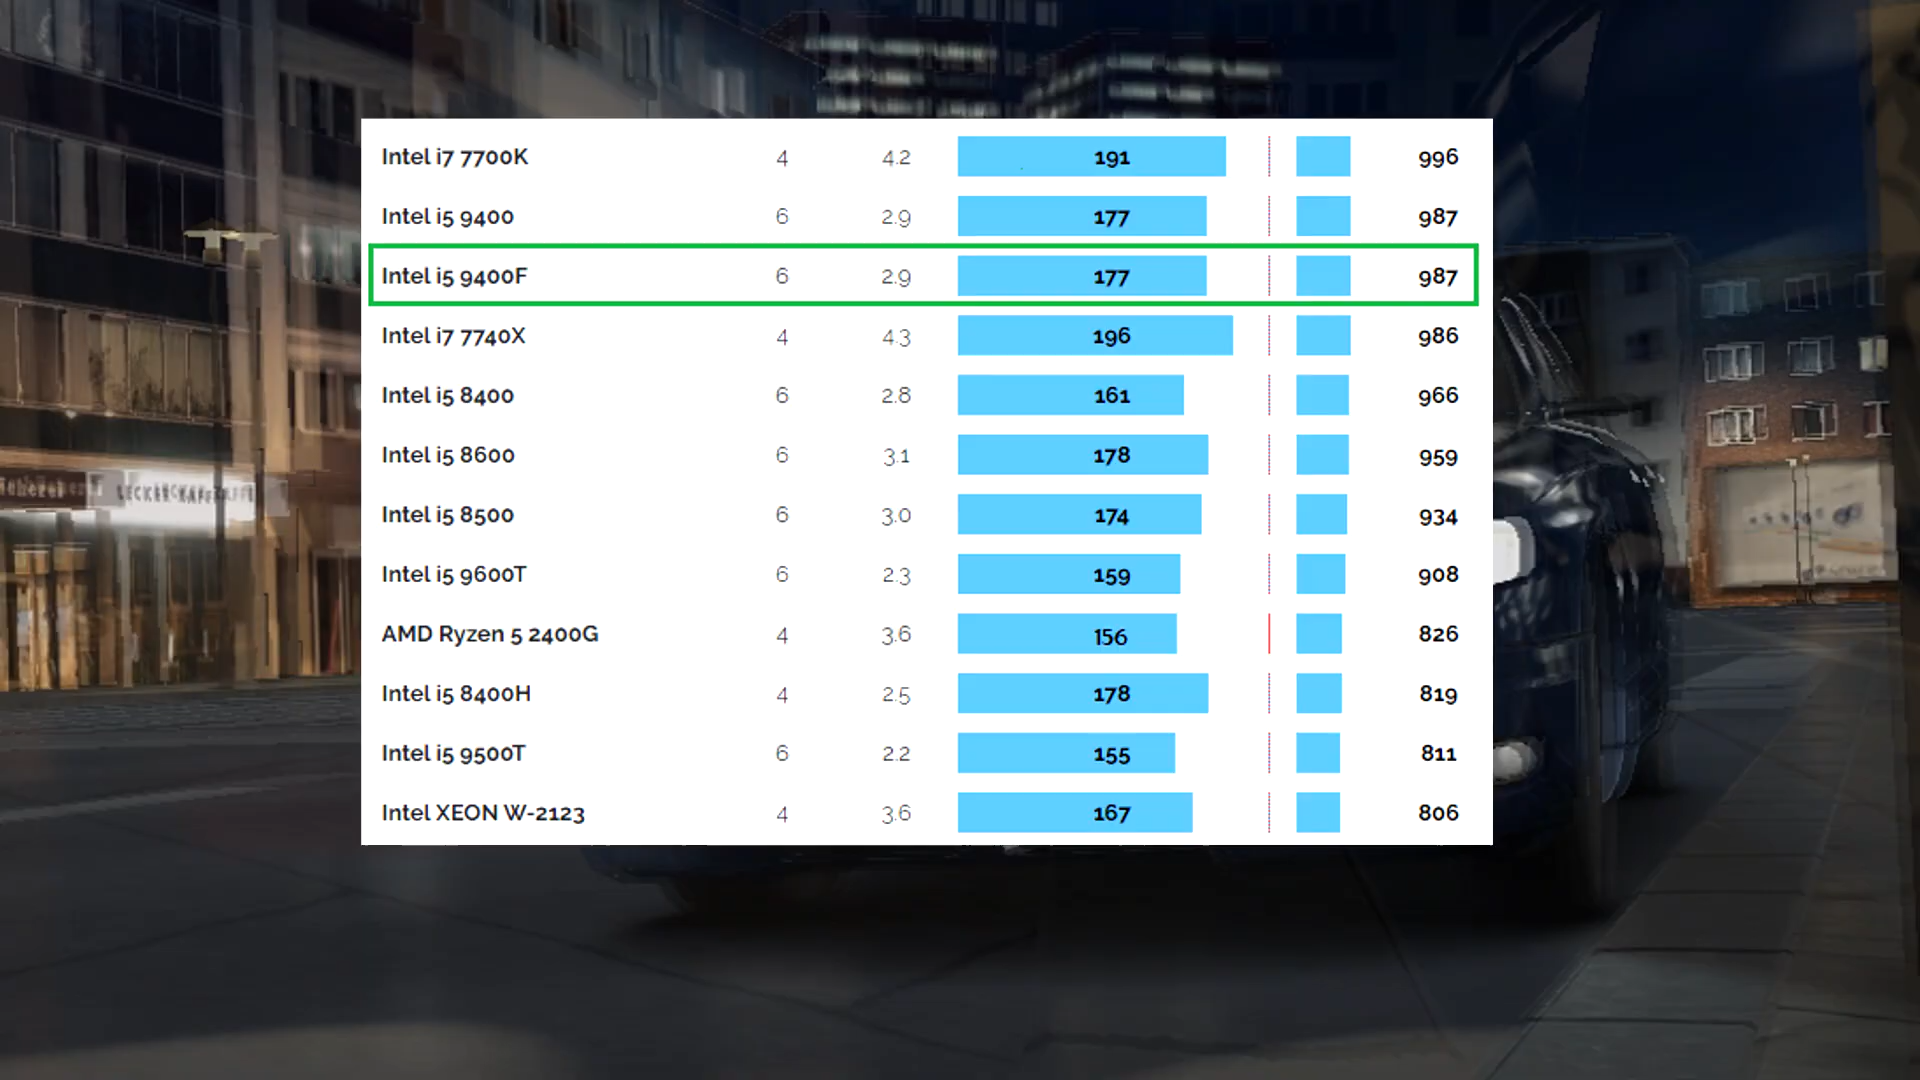 Intel i7 7700K 4 4.2 191 996
Intel i5 9400 6 2.9 177 987
Intel i5 9400F 6 2.9 177 987
Intel i7 7740X 4 4.3 196 986
Intel i5 8400 6 2.8 161 966
Intel i5 8600 6 3.1 178 959
Intel i5 8500 6 3.0 174 934
Intel i5 9600T 6 2.3 159 908
AMD Ryzen 5 2400G 4 3.6 156 826
Intel i5 8400H 4 2.5 178 819
Intel i5 9500T 6 2.2 155 811
Intel XEON W-2123 4 3.6 167 806